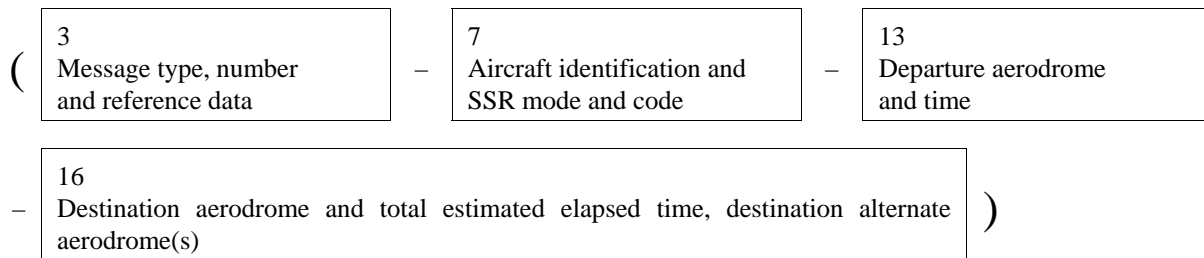 ( 3 – 7 – 13
Message type, number Aircraft identification and Departure aerodrome
and reference data SSR mode and code and time
– 16 )
Destination aerodrome and total estimated elapsed time, destination alternate
aerodrome(s)